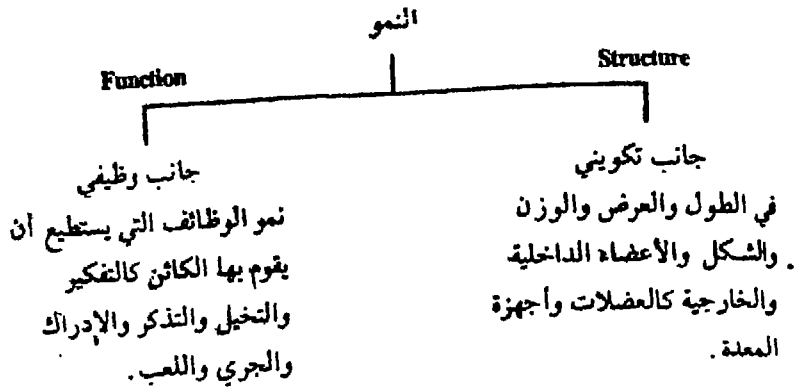 النمو
Structure
Function
جانب تكويني
في الطول والعرض والوزن
والشكل والأعضاء الداخلية
والخارجية كالعضلات وأجهزة
المعدة .
جانب وظيفي
نمو الوظائف التي يستطيع أن
يقوم بها الكائن كالتفكير
والتخيل والتذكر والإدراك
والجري واللعب .